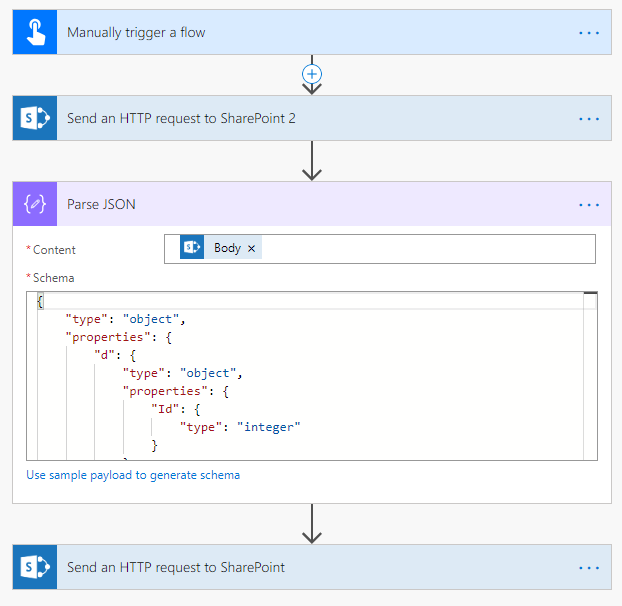 Manually trigger a flow
Send an HTTP request to SharePoint 2
Parse JSON
* Content
Body ×
* Schema
{
"type": "object",
"properties": {
"d": {
"type": "object",
"properties": {
"Id": {
"type": "integer"
}
Use sample payload to generate schema
Send an HTTP request to SharePoint